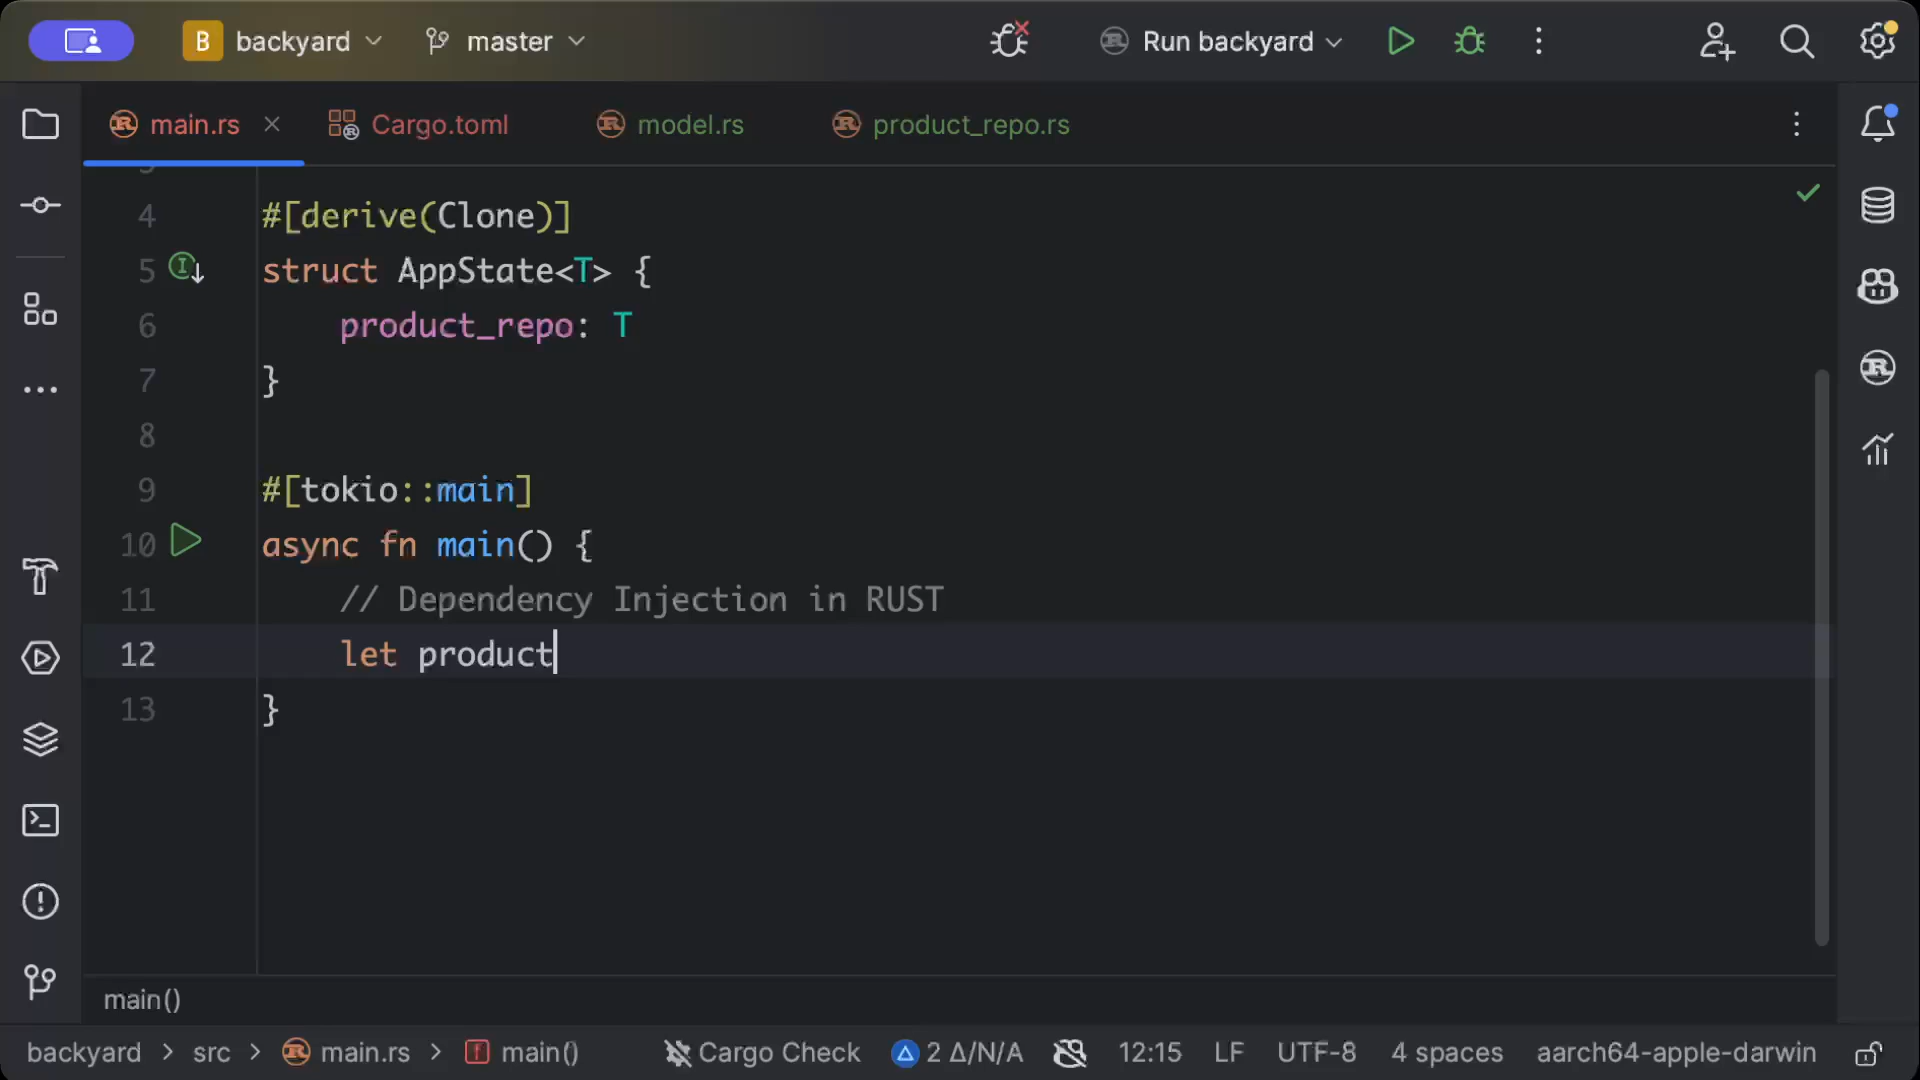 B backyard master Run backyard
main.rs Cargo.toml model.rs product_repo.rs
4 #[derive(Clone)]
5 struct AppState<T> {
6 product_repo: T
7 }
8
9 #[tokio::main]
10 async fn main() {
11 // Dependency Injection in RUST
12 let product
13 }
main()
backyard > src > main.rs > f main() Cargo Check 2 Δ/N/A 12:15 LF UTF-8 4 spaces aarch64-apple-darwin